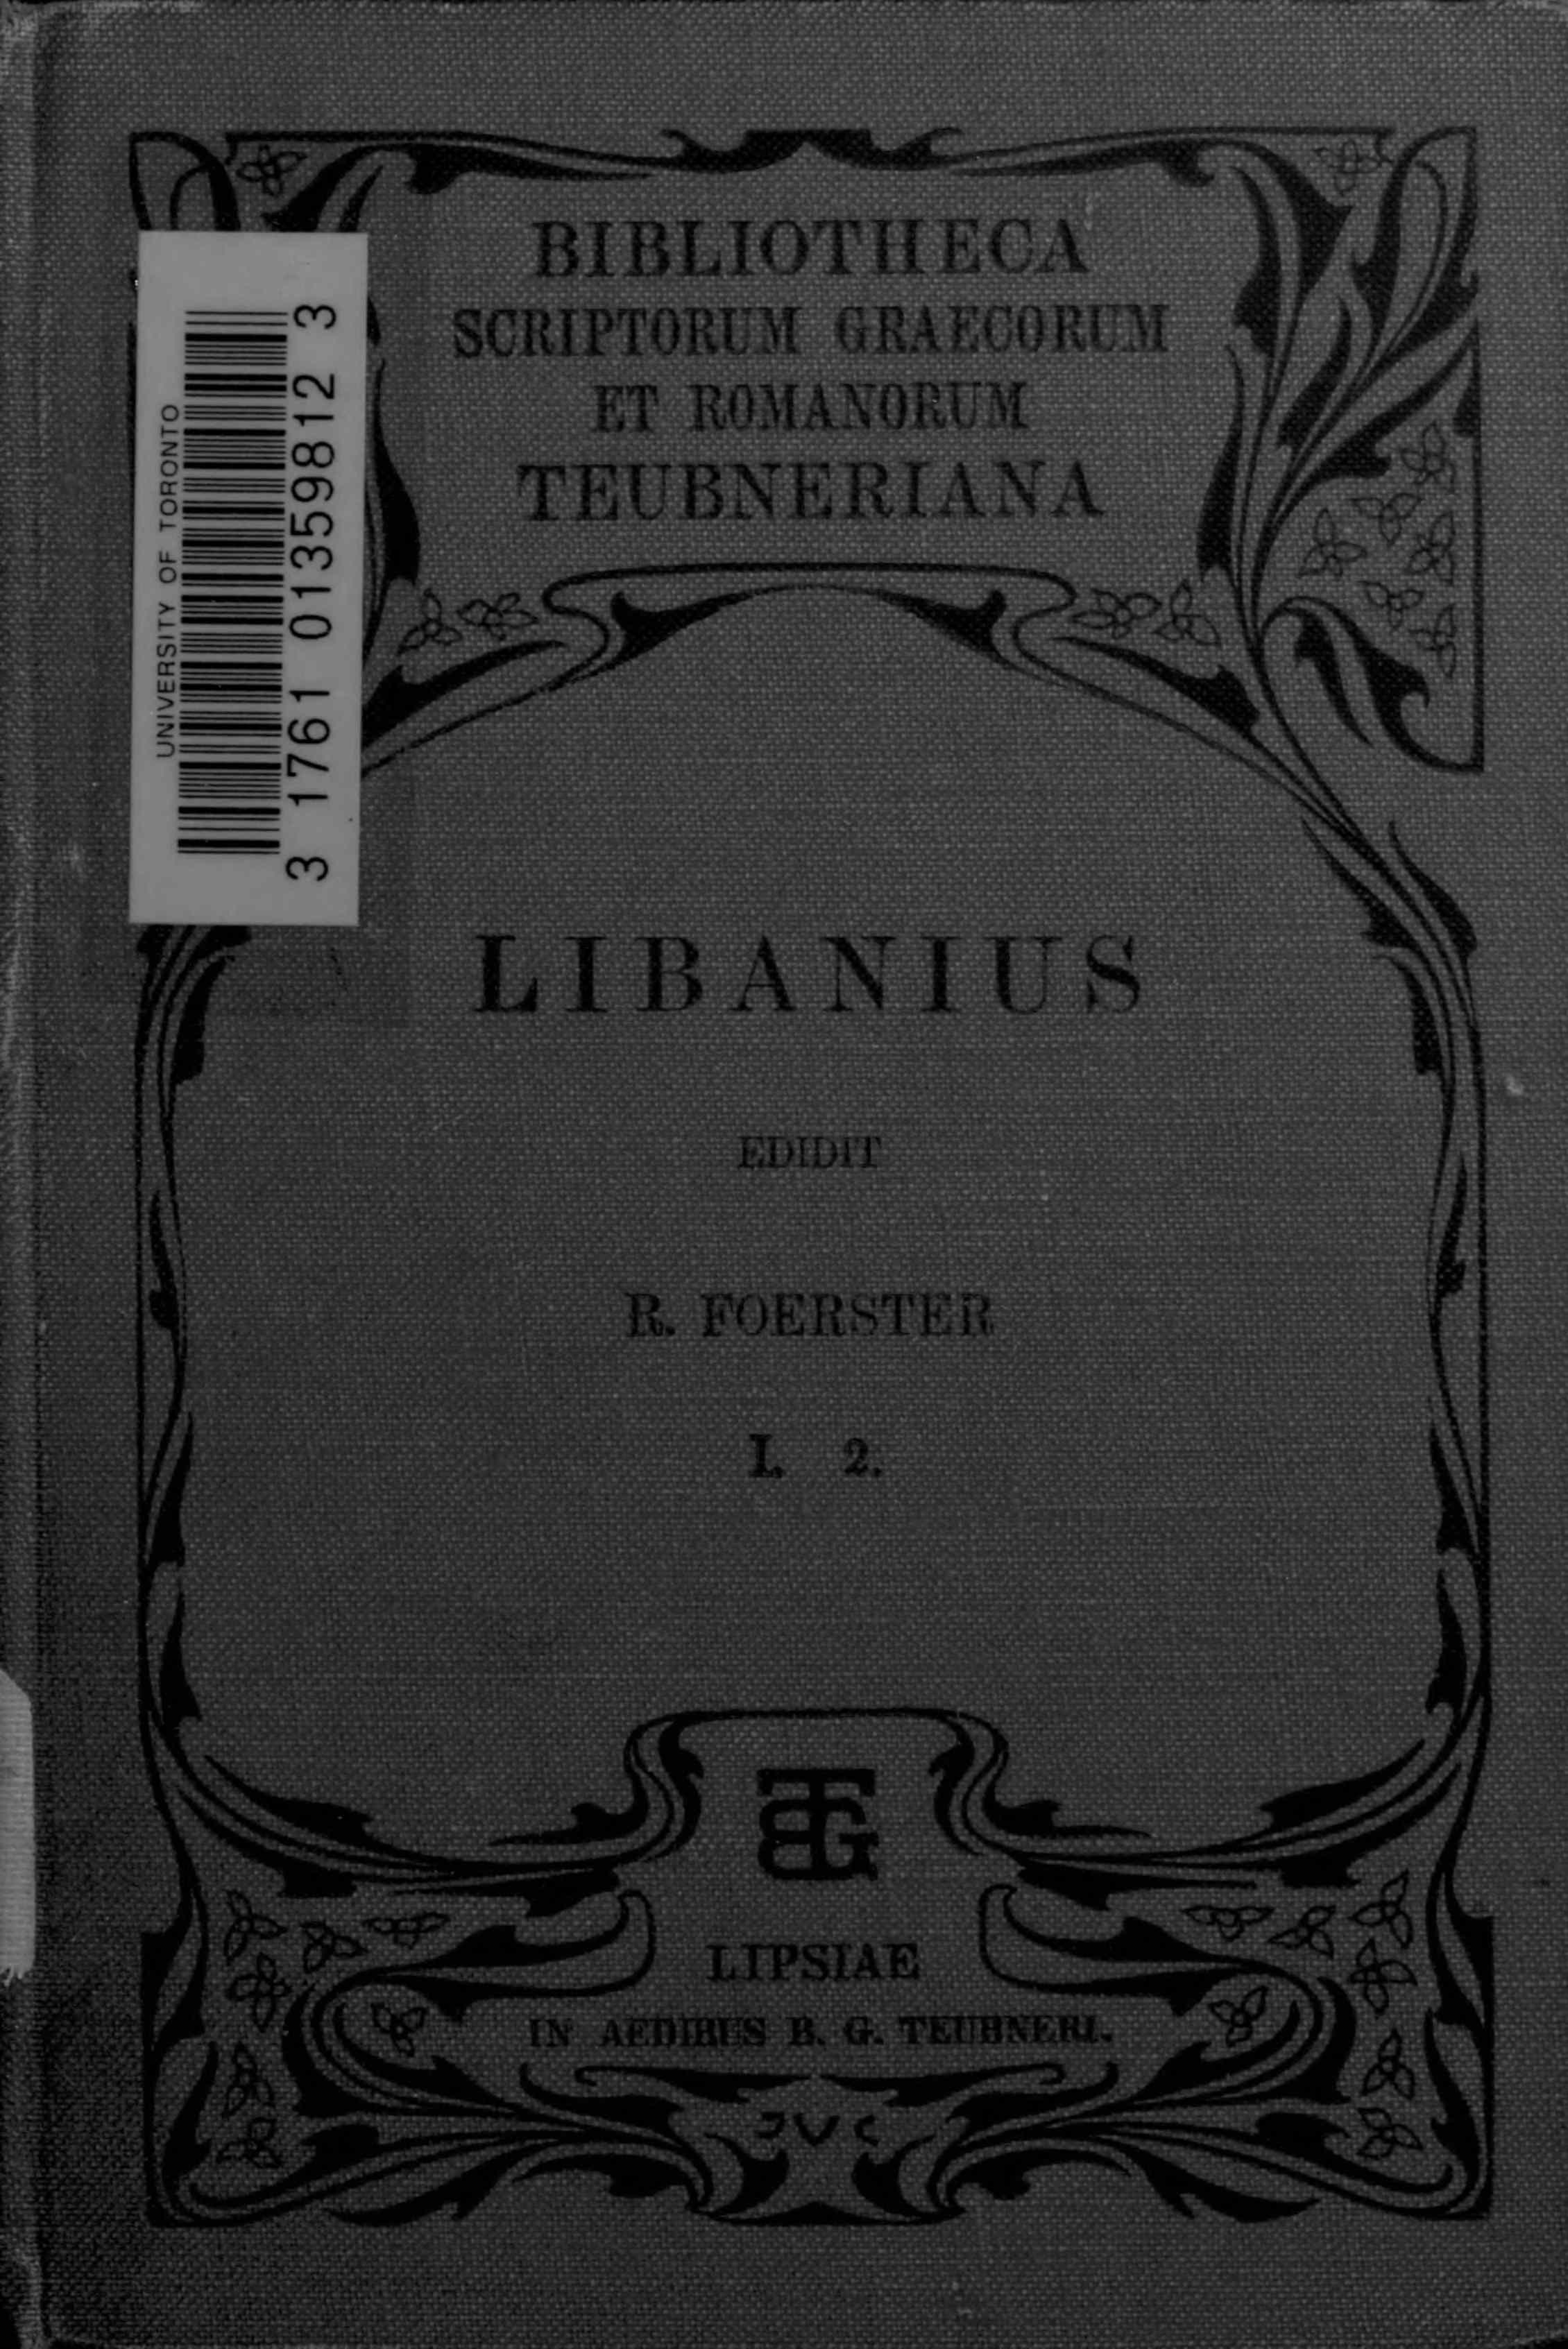 BIBLIOTHECA
SCRIPTORUM GRAECORUM
ET ROMANORUM
TEUBNERIANA
UNIVERSITY OF TORONTO
3 1761 01359812 3
LIBANIUS
EDIDIT
R. FOERSTER
I. 2.
LIPSIAE
IN AEDIBUS B. G. TEUBNERI.